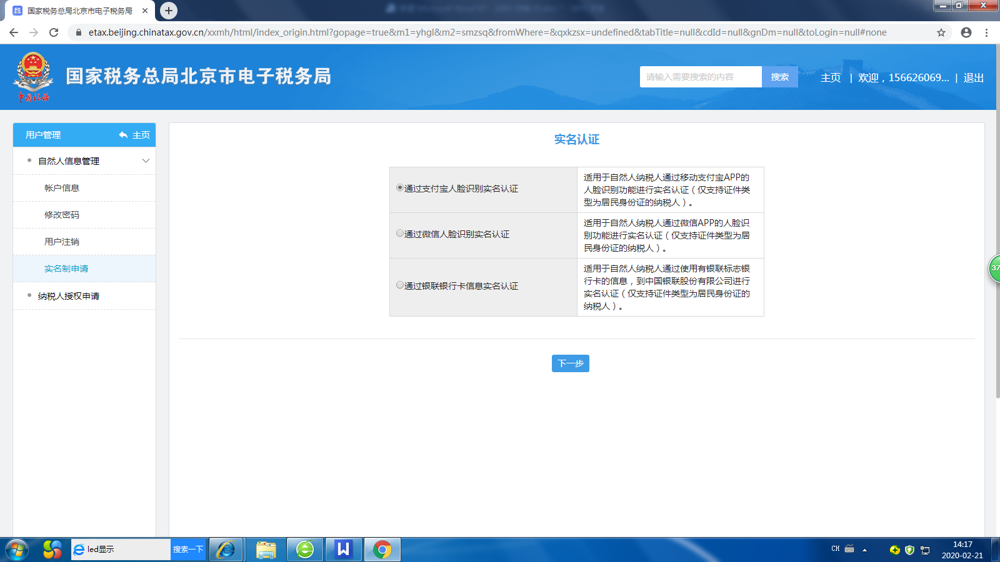 国家税务总局北京市电子税务局
etax.beijing.chinatax.gov.cn/xxmh/html/index_origin.html?gopage=true&m1=yhgl&m2=smzsq&fromWhere=&qxkzsx=undefined&tabTitle=null&cdId=null&gnDm=null&toLogin=null#none
中国税务
国家税务总局北京市电子税务局
请输入需要搜索的内容
搜索
主页 | 欢迎，156626069... | 退出
用户管理
主页
自然人信息管理
帐户信息
修改密码
用户注销
实名制申请
纳税人授权申请
实名认证
通过支付宝人脸识别实名认证
适用于自然人纳税人通过移动支付宝APP的
人脸识别功能进行实名认证（仅支持证件类
型为居民身份证的纳税人）。
通过微信人脸识别实名认证
适用于自然人纳税人通过微信APP的人脸识
别功能进行实名认证（仅支持证件类型为居
民身份证的纳税人）。
通过银联银行卡信息实名认证
适用于自然人纳税人通过使用有银联标志银
行卡的信息，到中国银联股份有限公司进行
实名认证（仅支持证件类型为居民身份证的
纳税人）。
下一步
37
led显示
搜索一下
CH
14:17
2020-02-21